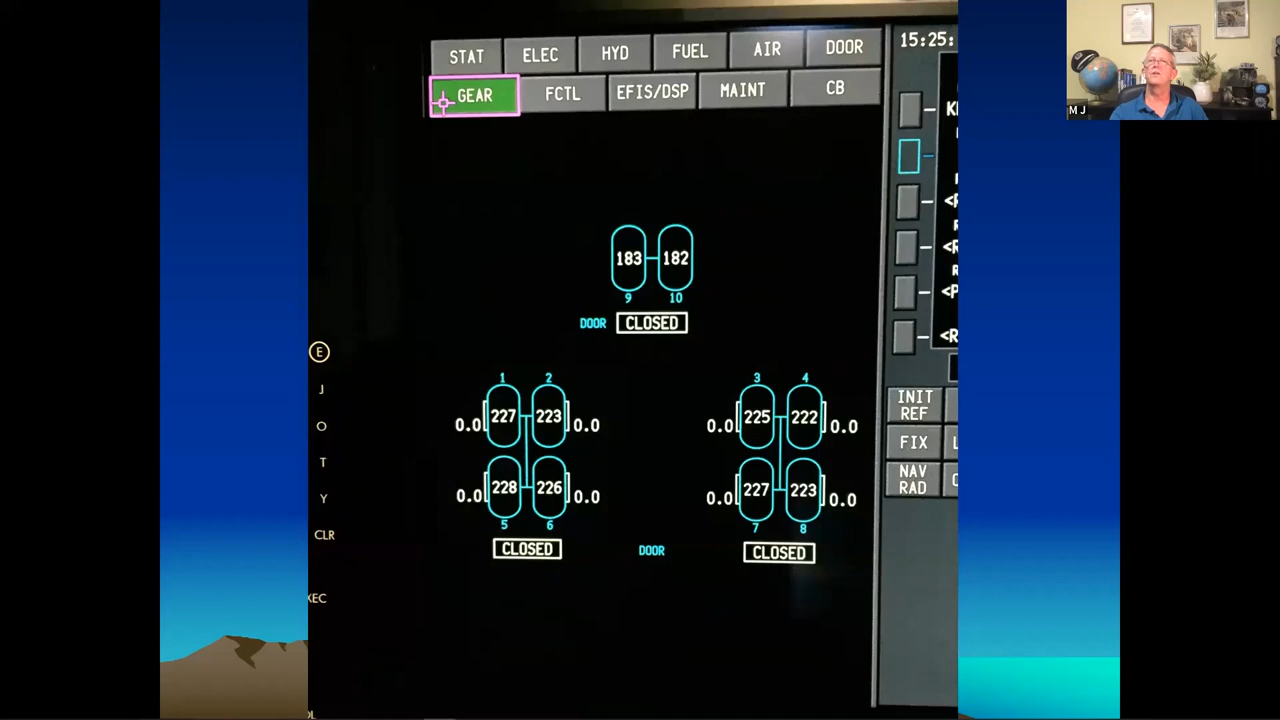 STAT ELEC HYD FUEL AIR DOOR 15:25:
GEAR FCTL EFIS/DSP MAINT CB
M J
183 182
9 10
DOOR CLOSED
E
J
O
T
Y
CLR
1 2 3 4
0.0 227 223 0.0 0.0 225 222 0.0
0.0 228 226 0.0 0.0 227 223 0.0
5 6 7 8
CLOSED DOOR CLOSED
INIT
REF
FIX
NAV
RAD